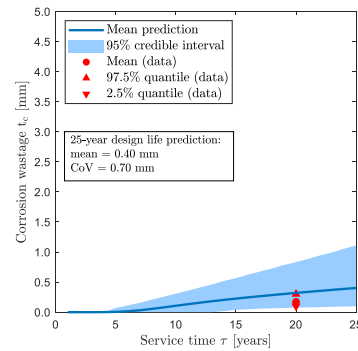 5.0
4.5
4.0
3.5
3.0
2.5
2.0
1.5
1.0
0.5
0.0
Corrosion wastage t_c [mm]
Mean prediction
95% credible interval
Mean (data)
97.5% quantile (data)
2.5% quantile (data)
25-year design life prediction:
mean = 0.40 mm
CoV = 0.70 mm
0 5 10 15 20 25
Service time τ [years]